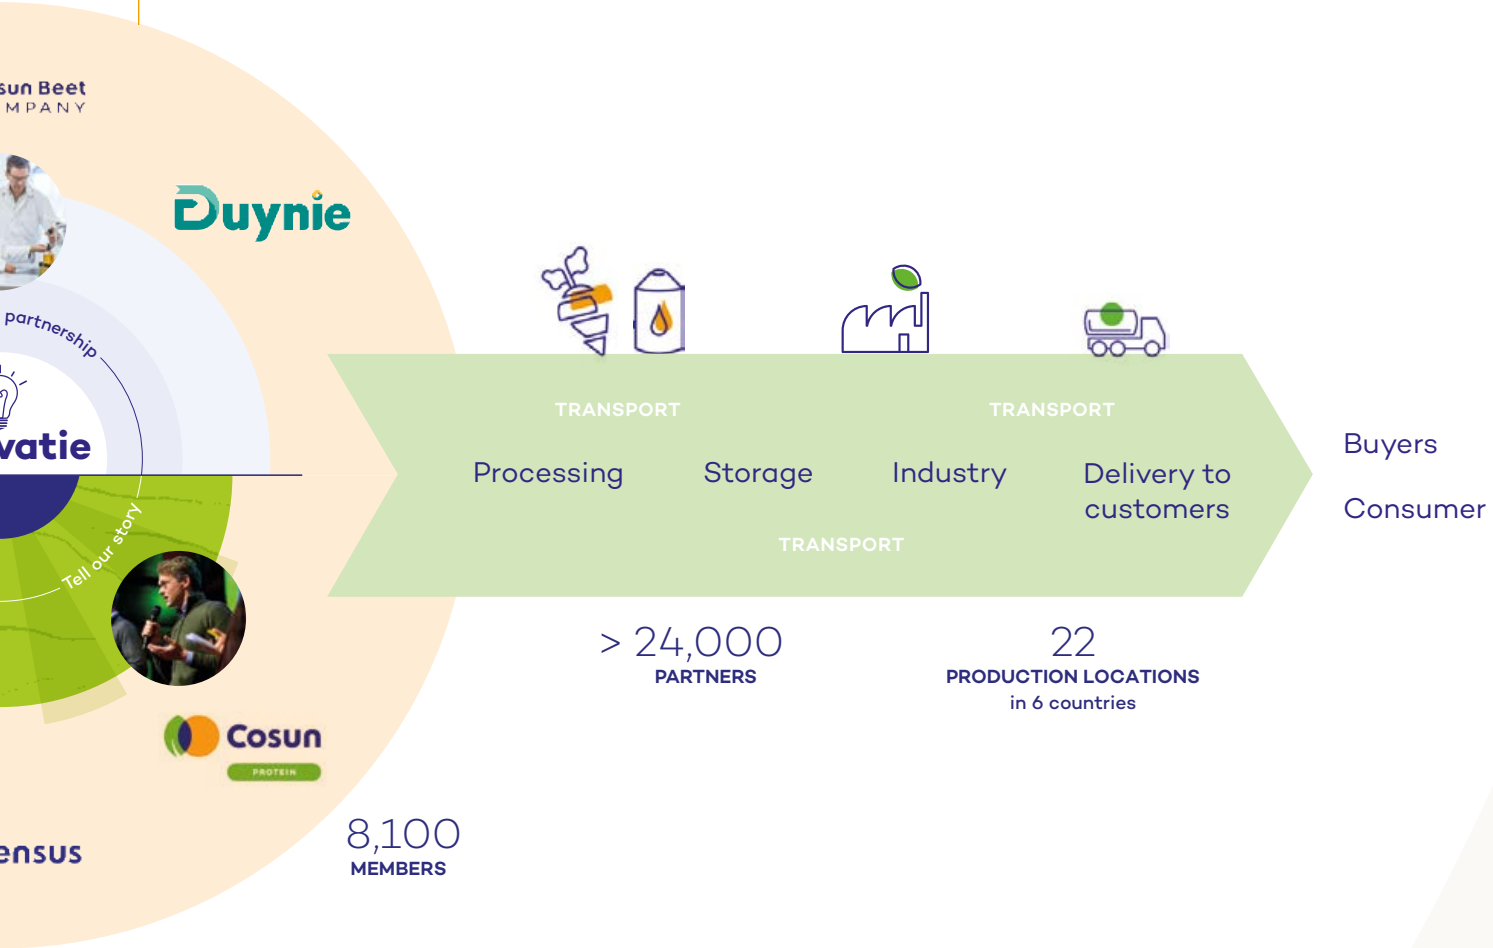 sun Beet
MPANY
Duynie
partnership
vatie
Tell our story
TRANSPORT
TRANSPORT
Processing
Storage
Industry
Delivery to
customers
TRANSPORT
Buyers
Consumer
> 24,000
PARTNERS
22
PRODUCTION LOCATIONS
in 6 countries
Cosun
PROTEIN
8,100
MEMBERS
ensus